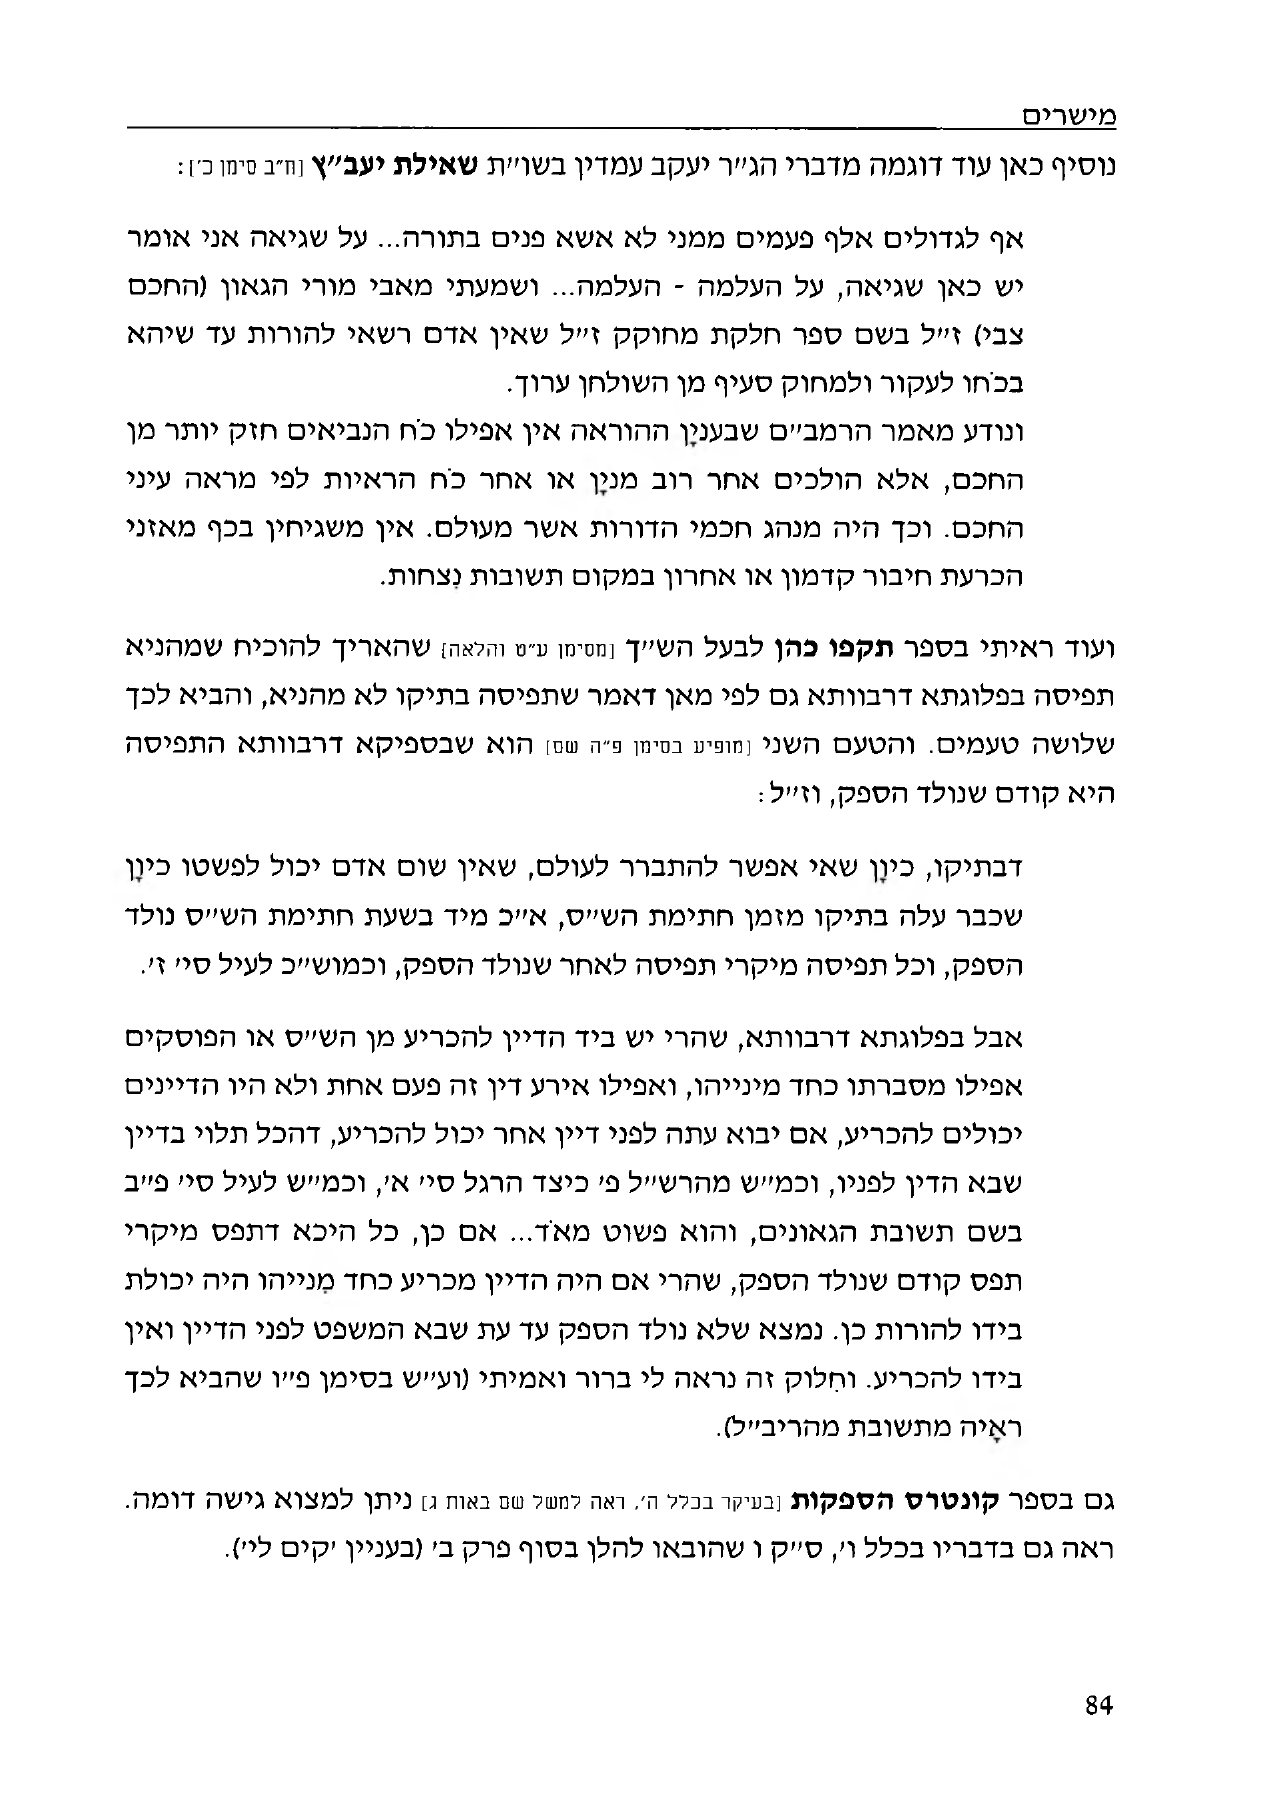 מישרים
נוסיף כאן עוד דוגמה מדברי הג״ר יעקב עמדין בשו״ת שאילת יעב״ץ [ח״ב סימן כ׳]:
אף לגדולים אלף פעמים ממני לא אשא פנים בתורה... על שגיאה אני אומר
יש כאן שגיאה, על העלמה - העלמה... ושמעתי מאבי מורי הגאון (החכם
צבי) ז״ל בשם ספר חלקת מחוקק ז״ל שאין אדם רשאי להורות עד שיהא
בכֹחו לעקור ולמחוק סעיף מן השולחן ערוך.
ונודע מאמר הרמב״ם שבעניָן ההוראה אין אפילו כֹח הנביאים חזק יותר מן
החכם, אלא הולכים אחר רוב מניָן או אחר כֹח הראיות לפי מראה עיני
החכם. וכך היה מנהג חכמי הדורות אשר מעולם. אין משגיחין בכף מאזני
הכרעת חיבור קדמון או אחרון במקום תשובות נִצחות.
ועוד ראיתי בספר תקפו כהן לבעל הש״ך [מסימן ע״ט והלאה] שהאריך להוכיח שמהניא
תפיסה בפלוגתא דרבוותא גם לפי מאן דאמר שתפיסה בתיקו לא מהניא, והביא לכך
שלושה טעמים. והטעם השני [מופיע בסימן פ״ה שם] הוא שבספיקא דרבוותא התפיסה
היא קודם שנולד הספק, וז״ל:
דבתיקו, כיוָן שאי אפשר להתברר לעולם, שאין שום אדם יכול לפשטו כיוָן
שכבר עלה בתיקו מזמן חתימת הש״ס, א״כ מיד בשעת חתימת הש״ס נולד
הספק, וכל תפיסה מיקרי תפיסה לאחר שנולד הספק, וכמוש״כ לעיל סי׳ ז׳.
אבל בפלוגתא דרבוותא, שהרי יש ביד הדיין להכריע מן הש״ס או הפוסקים
אפילו מסברתו כחד מינייהו, ואפילו אירע דין זה פעם אחת ולא היו הדיינים
יכולים להכריע, אם יבוא עתה לפני דיין אחר יכול להכריע, דהכל תלוי בדיין
שבא הדין לפניו, וכמ״ש מהרש״ל פ׳ כיצד הרגל סי׳ א׳, וכמ״ש לעיל סי׳ פ״ב
בשם תשובת הגאונים, והוא פשוט מאֹד... אם כן, כל היכא דתפס מיקרי
תפס קודם שנולד הספק, שהרי אם היה הדיין מכריע כחד מִנייהו היה יכולת
בידו להורות כן. נמצא שלא נולד הספק עד עת שבא המשפט לפני הדיין ואין
בידו להכריע. וחִלוק זה נראה לי ברור ואמיתי (וע״ש בסימן פ״ו שהביא לכך
ראָיה מתשובת מהריב״ל).
גם בספר קונטרס הספקות [בעיקר בכלל ה׳, ראה למשל שם באות ג] ניתן למצוא גישה דומה.
ראה גם בדבריו בכלל ו׳, ס״ק ו שהובאו להלן בסוף פרק ב׳ (בעניין ׳קים לי׳).
84